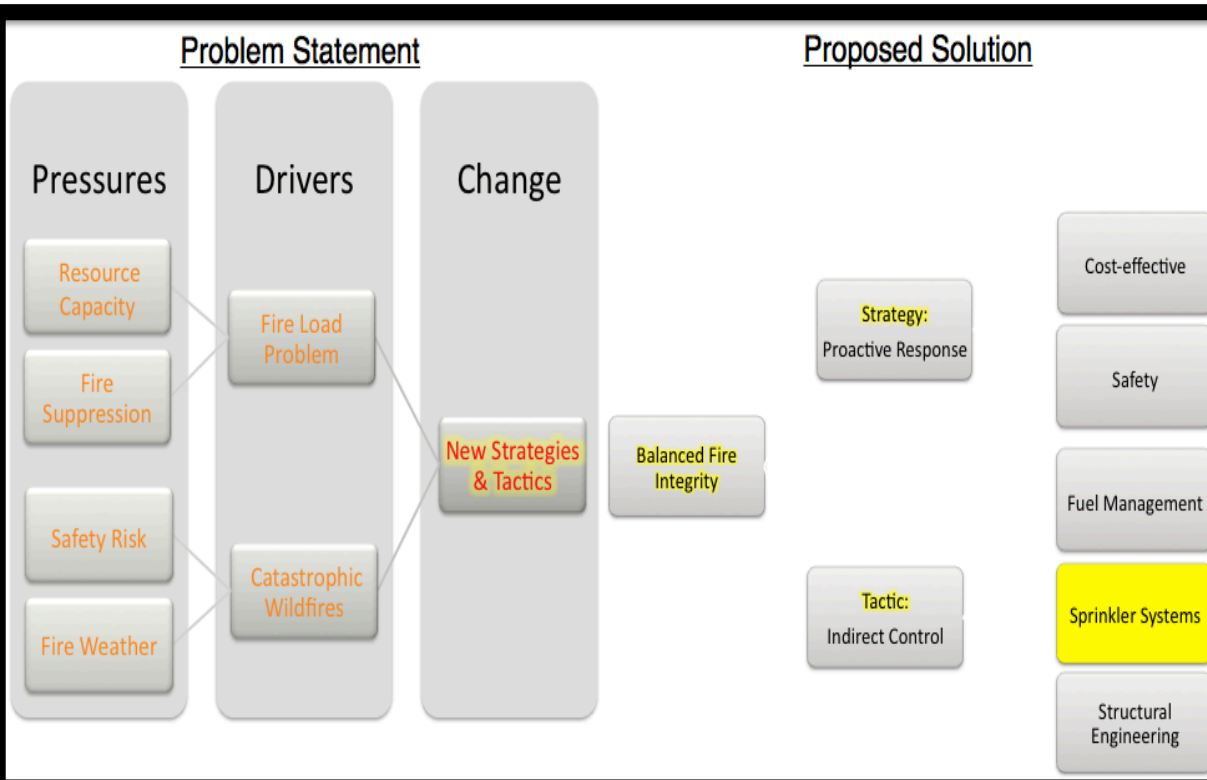 Problem Statement
Proposed Solution
Pressures
Drivers
Change
Resource
Capacity
Fire
Suppression
Safety Risk
Fire Weather
Fire Load
Problem
Catastrophic
Wildfires
New Strategies
& Tactics
Balanced Fire
Integrity
Strategy:
Proactive Response
Tactic:
Indirect Control
Cost-effective
Safety
Fuel Management
Sprinkler Systems
Structural
Engineering